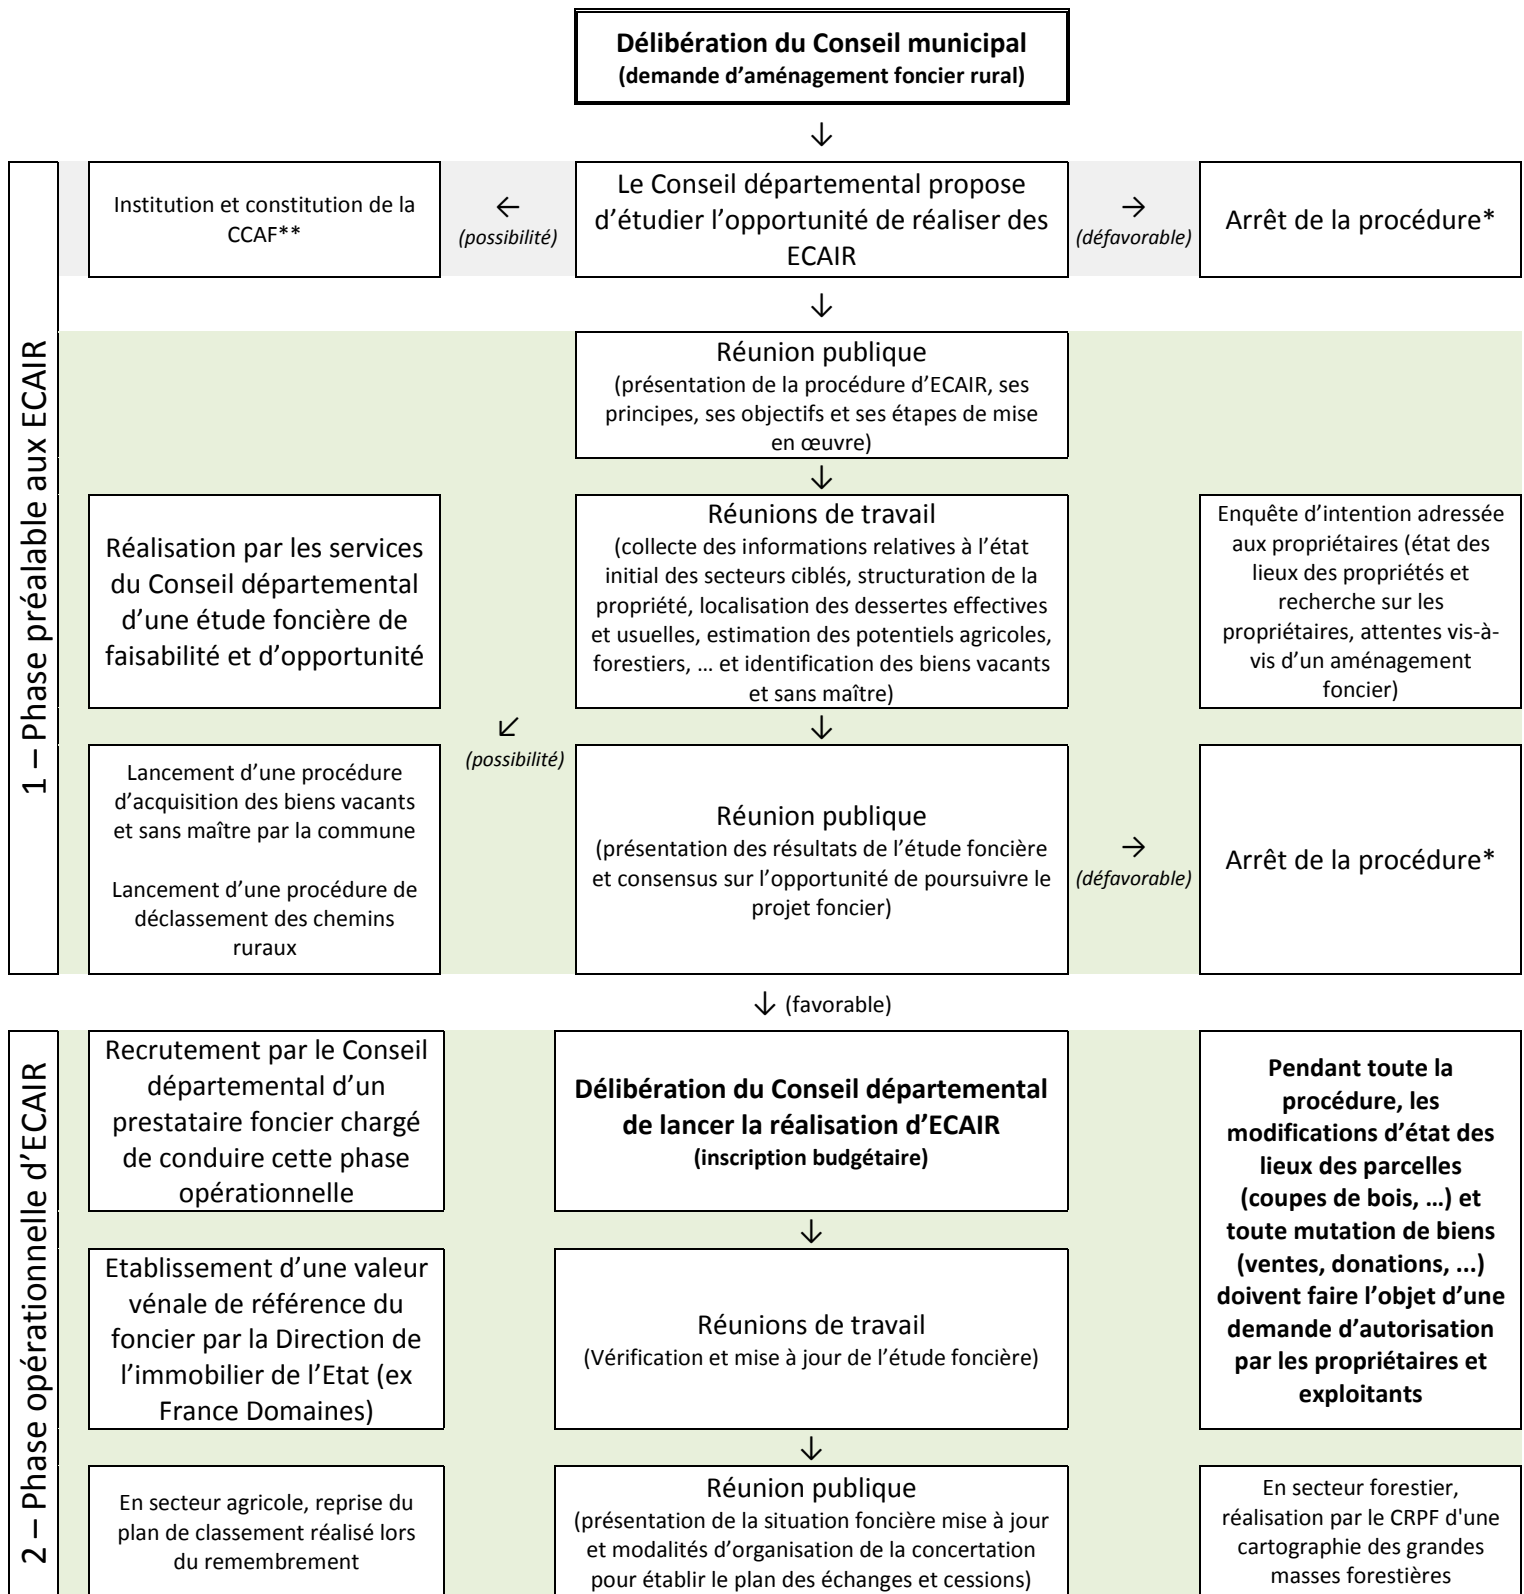 Délibération du Conseil municipal
(demande d’aménagement foncier rural)
↓
1 – Phase préalable aux ECAIR
Institution et constitution de la
CCAF**
←
(possibilité)
Le Conseil départemental propose
d’étudier l’opportunité de réaliser des
ECAIR
→
(défavorable)
Arrêt de la procédure*
↓
Réunion publique
(présentation de la procédure d’ECAIR, ses
principes, ses objectifs et ses étapes de mise
en œuvre)
↓
Réalisation par les services
du Conseil départemental
d’une étude foncière de
faisabilité et d’opportunité
Réunions de travail
(collecte des informations relatives à l’état
initial des secteurs ciblés, structuration de la
propriété, localisation des dessertes effectives
et usuelles, estimation des potentiels agricoles,
forestiers, … et identification des biens vacants
et sans maître)
Enquête d’intention adressée
aux propriétaires (état des
lieux des propriétés et
recherche sur les
propriétaires, attentes vis-à-
vis d’un aménagement
foncier)
↙
(possibilité)
↓
Lancement d’une procédure
d’acquisition des biens vacants
et sans maître par la commune
Lancement d’une procédure de
déclassement des chemins
ruraux
Réunion publique
(présentation des résultats de l’étude foncière
et consensus sur l’opportunité de poursuivre le
projet foncier)
→
(défavorable)
Arrêt de la procédure*
↓ (favorable)
2 – Phase opérationnelle d’ECAIR
Recrutement par le Conseil
départemental d’un
prestataire foncier chargé
de conduire cette phase
opérationnelle
Délibération du Conseil départemental
de lancer la réalisation d’ECAIR
(inscription budgétaire)
Pendant toute la
procédure, les
modifications d’état des
lieux des parcelles
(coupes de bois, …) et
toute mutation de biens
(ventes, donations, ...)
doivent faire l’objet d’une
demande d’autorisation
par les propriétaires et
exploitants
↓
Etablissement d’une valeur
vénale de référence du
foncier par la Direction de
l’immobilier de l’Etat (ex
France Domaines)
Réunions de travail
(Vérification et mise à jour de l’étude foncière)
↓
En secteur agricole, reprise du
plan de classement réalisé lors
du remembrement
Réunion publique
(présentation de la situation foncière mise à jour
et modalités d’organisation de la concertation
pour établir le plan des échanges et cessions)
En secteur forestier,
réalisation par le CRPF d'une
cartographie des grandes
masses forestières